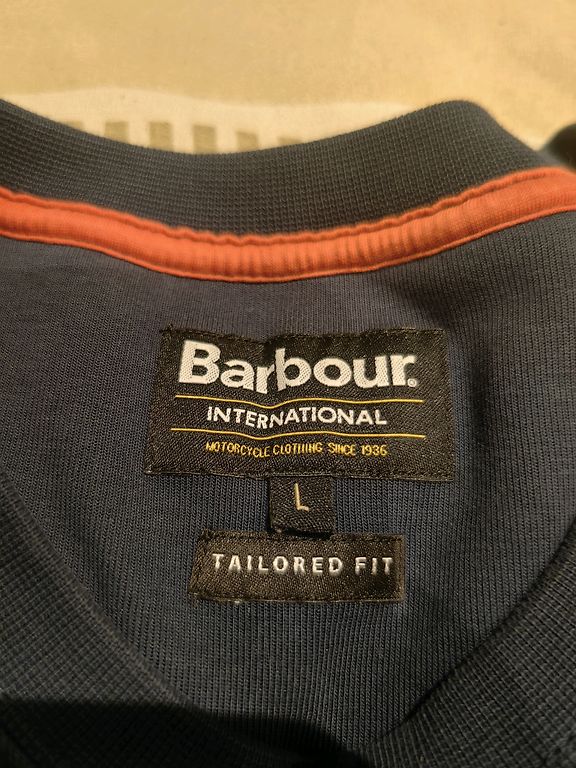 Barbour®
INTERNATIONAL
MOTORCYCLE CLOTHING SINCE 1936
L
TAILORED FIT